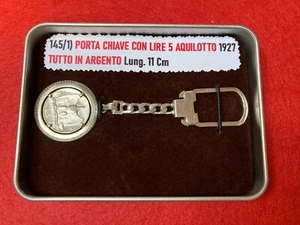 145/1) PORTA CHIAVE CON LIRE 5 AQUILOTTO 1927
TUTTO IN ARGENTO Lung. 11 Cm